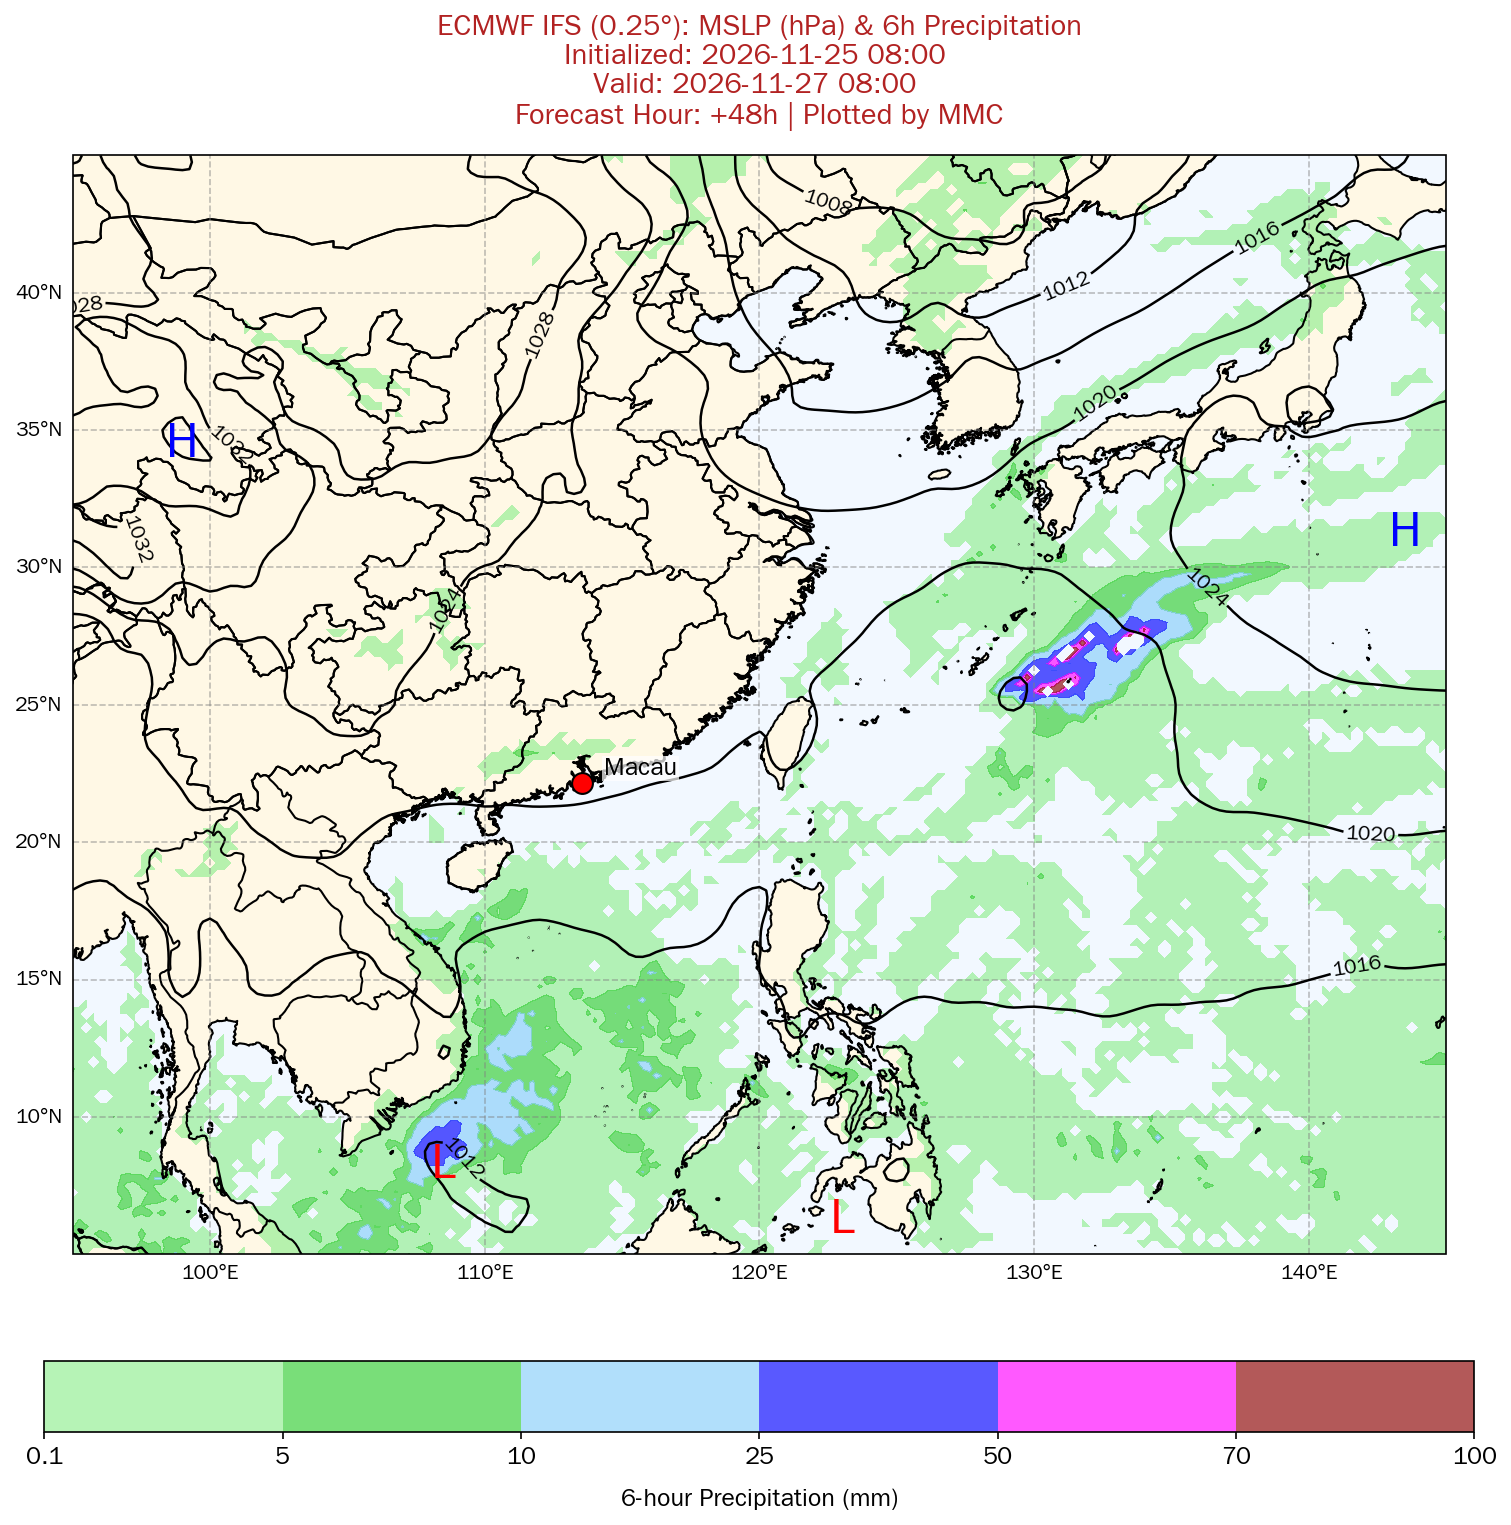 ECMWF IFS (0.25°): MSLP (hPa) & 6h Precipitation
Initialized: 2026-11-25 08:00
Valid: 2026-11-27 08:00
Forecast Hour: +48h | Plotted by MMC
1008
1016
1012
40°N
028
1028
1020
35°N
H
1032
H
1032
30°N
1024
1024
25°N
Macau
20°N
1020
15°N
1016
10°N
1012
L
L
100°E 110°E 120°E 130°E 140°E
0.1 5 10 25 50 70 100
6-hour Precipitation (mm)